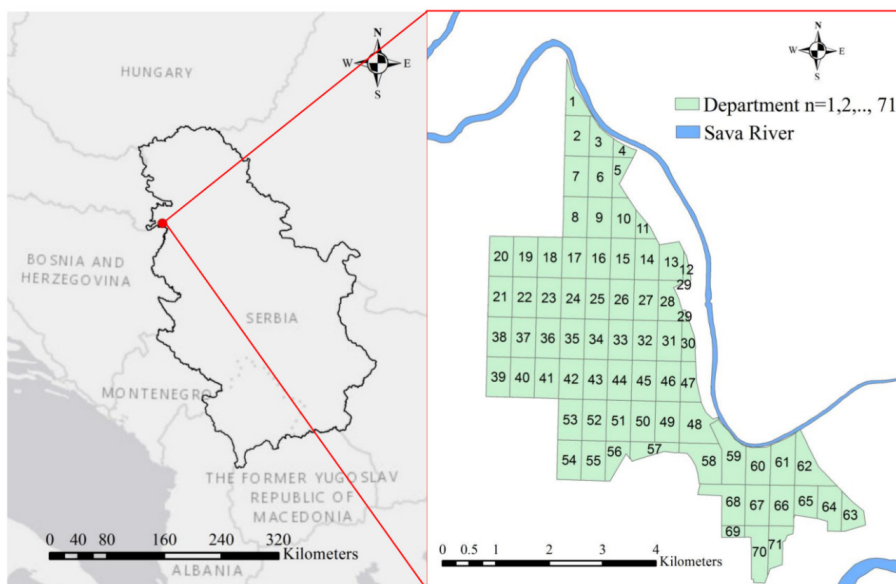 N
W E
S
HUNGARY
BOSNIA AND
HERZEGOVINA
SERBIA
MONTENEGRO
THE FORMER YUGOSLAV
REPUBLIC OF
MACEDONIA
0 40 80 160 240 320
Kilometers
ALBANIA
N
W E
S
Department n=1,2,.., 71
Sava River
1
2 3 4
7 6 5
8 9 10 11
20 19 18 17 16 15 14 13 12
29
21 22 23 24 25 26 27 28
29
38 37 36 35 34 33 32 31 30
39 40 41 42 43 44 45 46 47
53 52 51 50 49 48
54 55 56 57 58 59 60 61 62
68 67 66 65 64 63
69 70 71
0 0.5 1 2 3 4
Kilometers